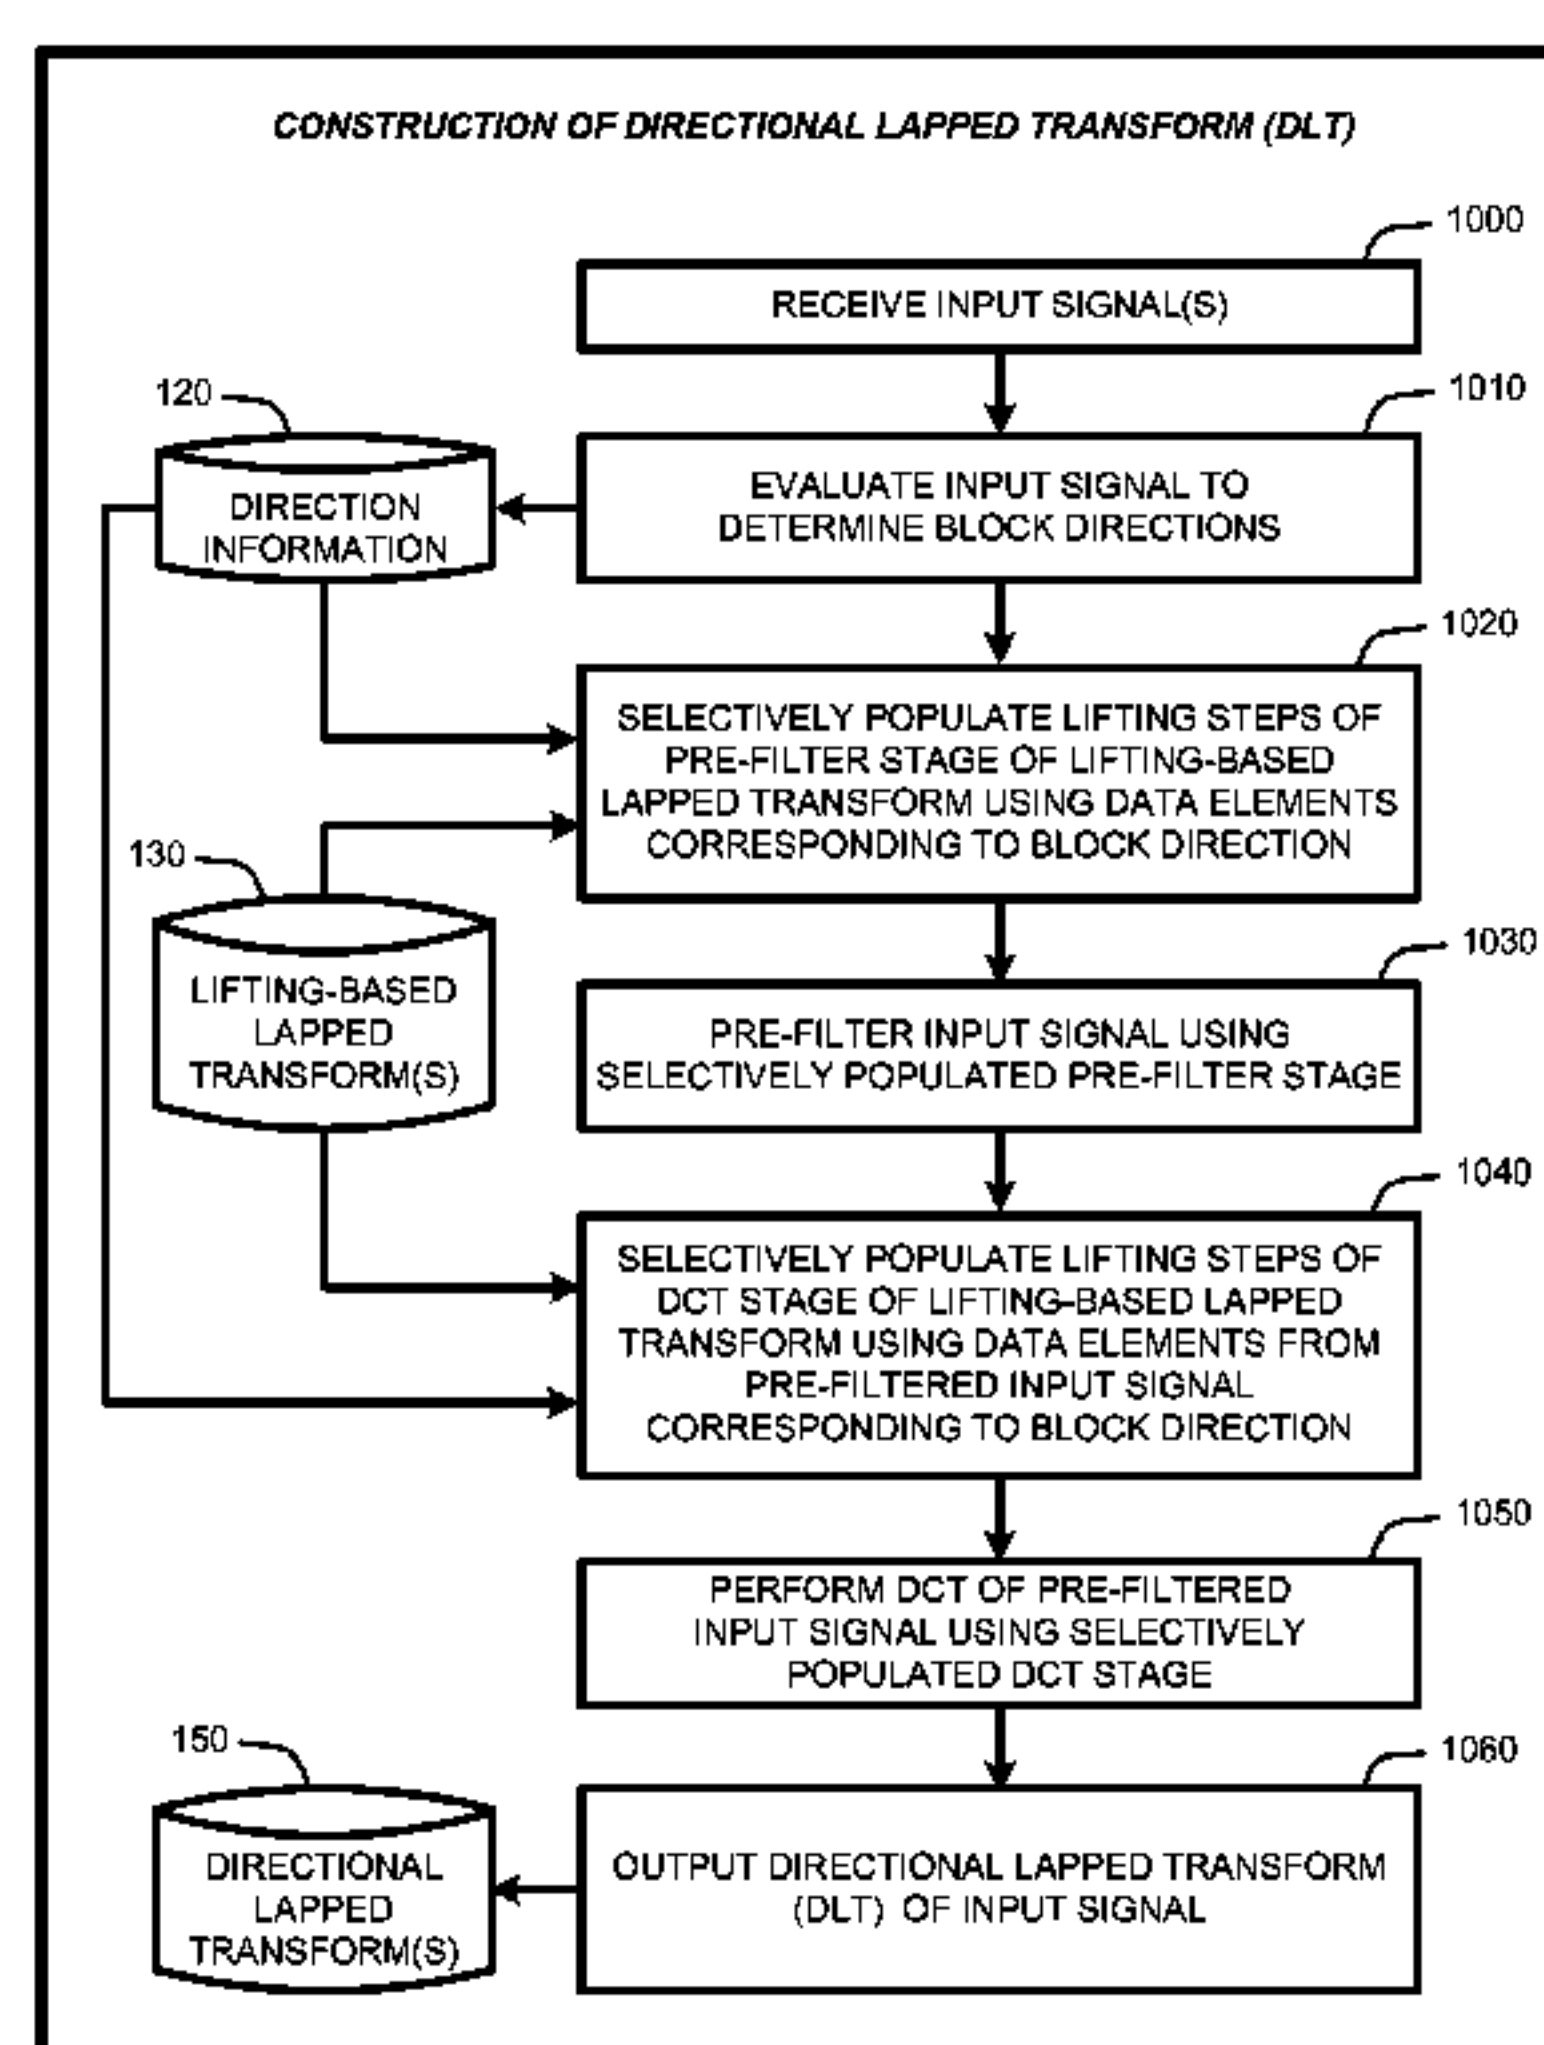 CONSTRUCTION OF DIRECTIONAL LAPPED TRANSFORM (DLT)
1000
RECEIVE INPUT SIGNAL(S)
120
1010
DIRECTION
INFORMATION
EVALUATE INPUT SIGNAL TO
DETERMINE BLOCK DIRECTIONS
1020
SELECTIVELY POPULATE LIFTING STEPS OF
PRE-FILTER STAGE OF LIFTING-BASED
LAPPED TRANSFORM USING DATA ELEMENTS
CORRESPONDING TO BLOCK DIRECTION
130
LIFTING-BASED
LAPPED
TRANSFORM(S)
1030
PRE-FILTER INPUT SIGNAL USING
SELECTIVELY POPULATED PRE-FILTER STAGE
1040
SELECTIVELY POPULATE LIFTING STEPS OF
DCT STAGE OF LIFTING-BASED LAPPED
TRANSFORM USING DATA ELEMENTS FROM
PRE-FILTERED INPUT SIGNAL
CORRESPONDING TO BLOCK DIRECTION
1050
PERFORM DCT OF PRE-FILTERED
INPUT SIGNAL USING SELECTIVELY
POPULATED DCT STAGE
150
1060
DIRECTIONAL
LAPPED
TRANSFORM(S)
OUTPUT DIRECTIONAL LAPPED TRANSFORM
(DLT) OF INPUT SIGNAL